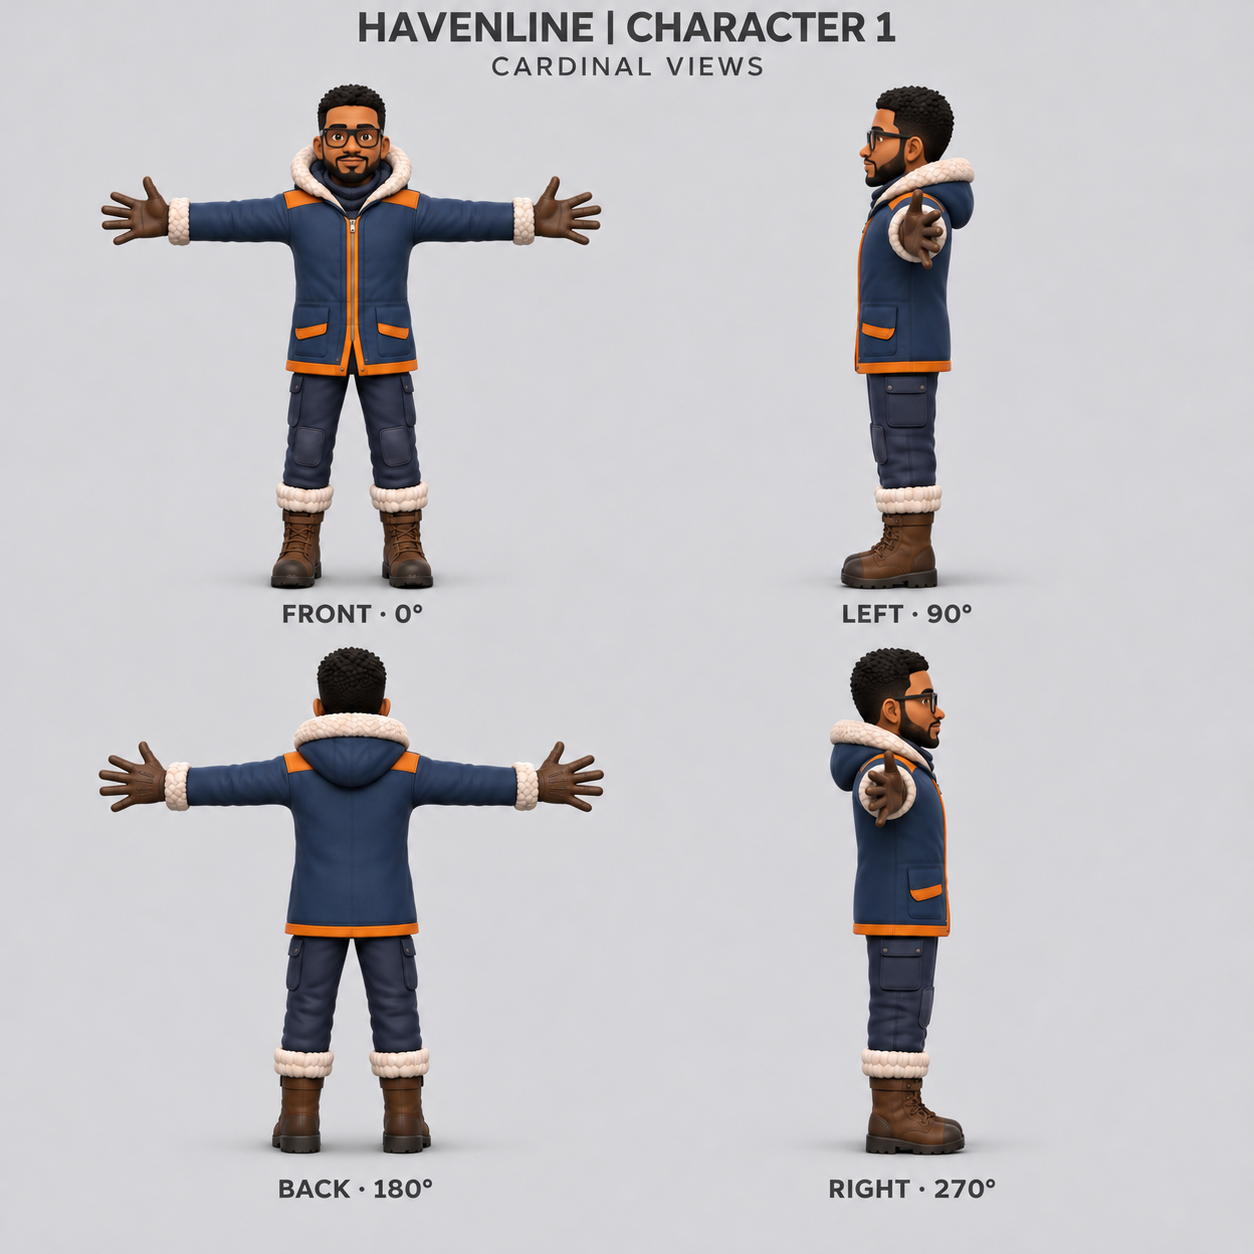 HAVENLINE | CHARACTER 1
CARDINAL VIEWS
FRONT · 0°
LEFT · 90°
BACK · 180°
RIGHT · 270°